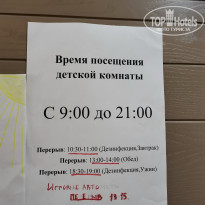 ТопHotels
Время посещения
детской комнаты
С 9:00 до 21:00
Перерыв: 10:30-11:00 (Дезинфекция,Завтрак)
Перерыв: 13:00-14:00 (Обед)
Перерыв: 18:30-19:00 (Дезинфекция,Ужин)